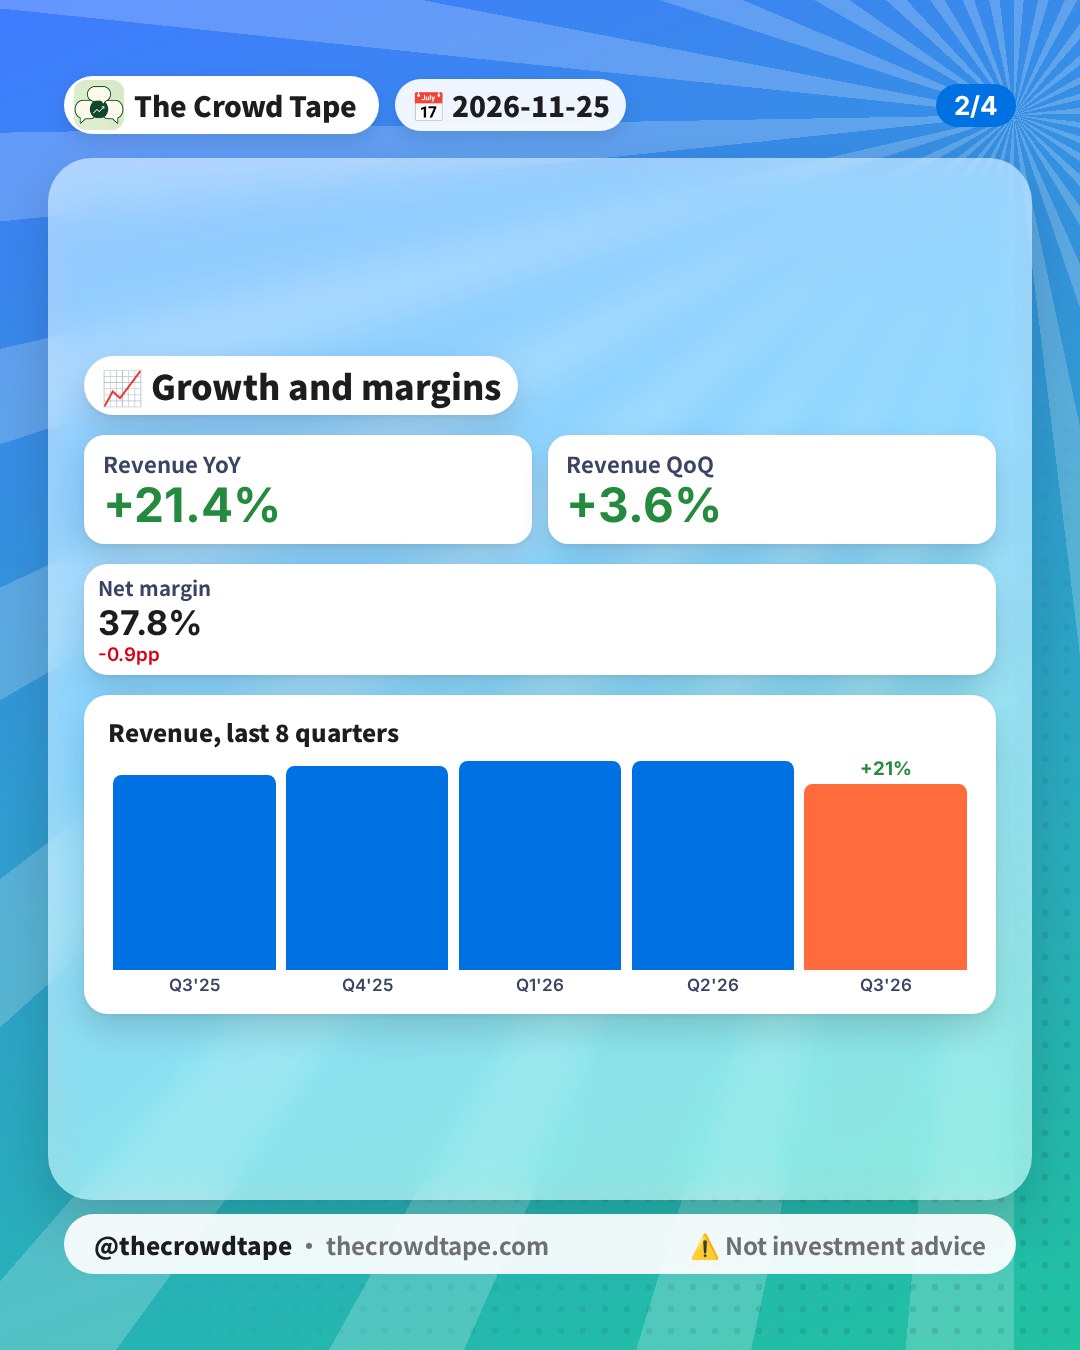 The Crowd Tape
📅 2026-11-25
2/4
📈 Growth and margins
Revenue YoY
+21.4%
Revenue QoQ
+3.6%
Net margin
37.8%
-0.9pp
Revenue, last 8 quarters
+21%
Q3'25
Q4'25
Q1'26
Q2'26
Q3'26
@thecrowdtape • thecrowdtape.com
⚠️ Not investment advice